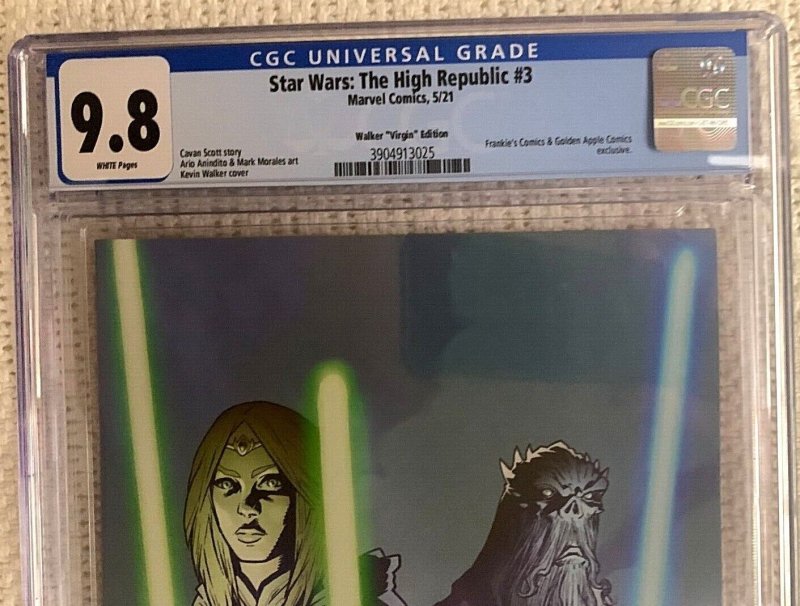 CGC UNIVERSAL GRADE
Star Wars: The High Republic #3
Marvel Comics, 5/21
9.8
WHITE Pages
Walker "Virgin" Edition
Cavan Scott story
Ario Anindito & Mark Morales art
Kevin Walker cover
3904913025
Frankie's Comics & Golden Apple Comics
exclusive.
CGC